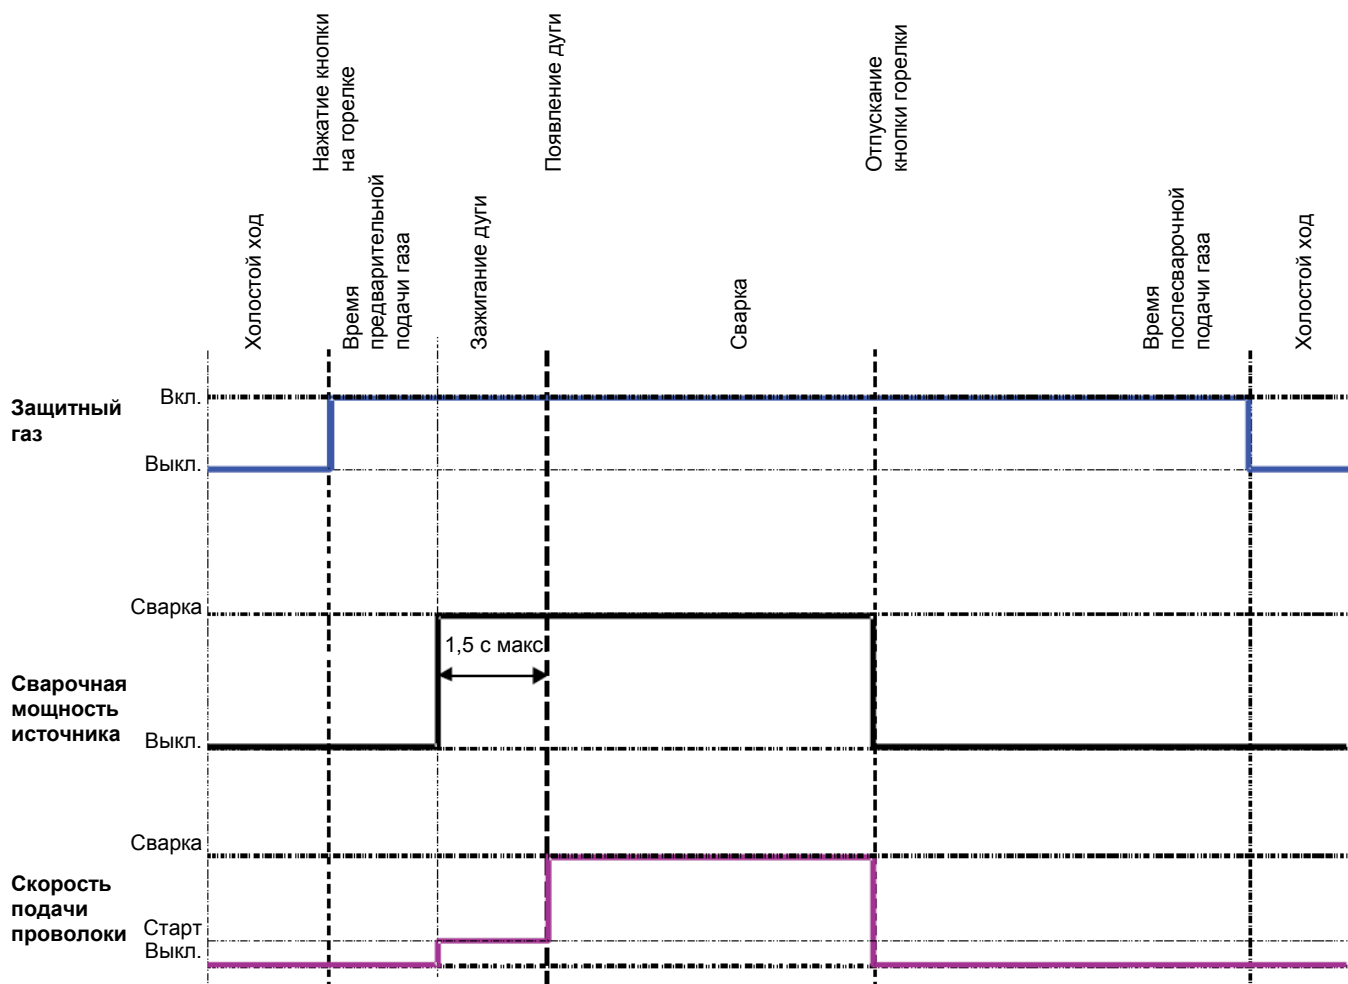 Нажатие кнопки
на горелке
Появление дуги
Отпускание
кнопки горелки
Холостой ход
Время
предварительной
подачи газа
Зажигание дуги
Сварка
Время
послесварочной
подачи газа
Холостой ход
Защитный
газ
Вкл.
Выкл.
Сварочная
мощность
источника
Сварка
1,5 с макс
Выкл.
Скорость
подачи
проволоки
Сварка
Старт
Выкл.